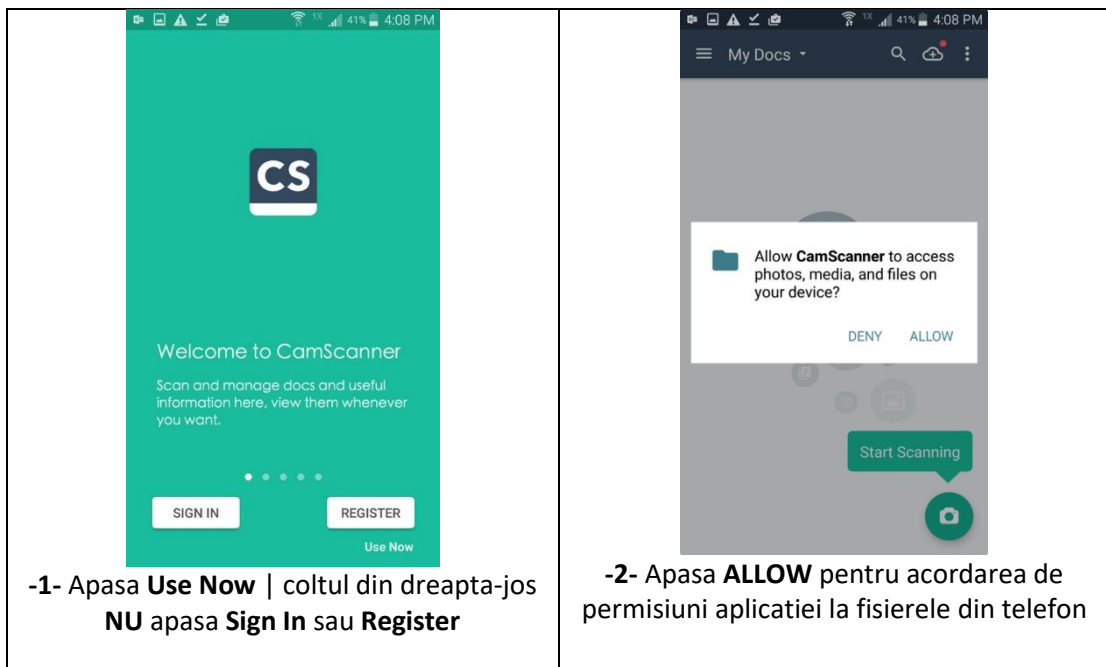 1X 41% 4:08 PM
CS
Welcome to CamScanner
Scan and manage docs and useful
information here, view them whenever
you want.
SIGN IN REGISTER
Use Now
-1- Apasa Use Now | coltul din dreapta-jos
NU apasa Sign In sau Register
1X 41% 4:08 PM
My Docs
Allow CamScanner to access
photos, media, and files on
your device?
DENY ALLOW
Start Scanning
-2- Apasa ALLOW pentru acordarea de
permisiuni aplicatiei la fisierele din telefon